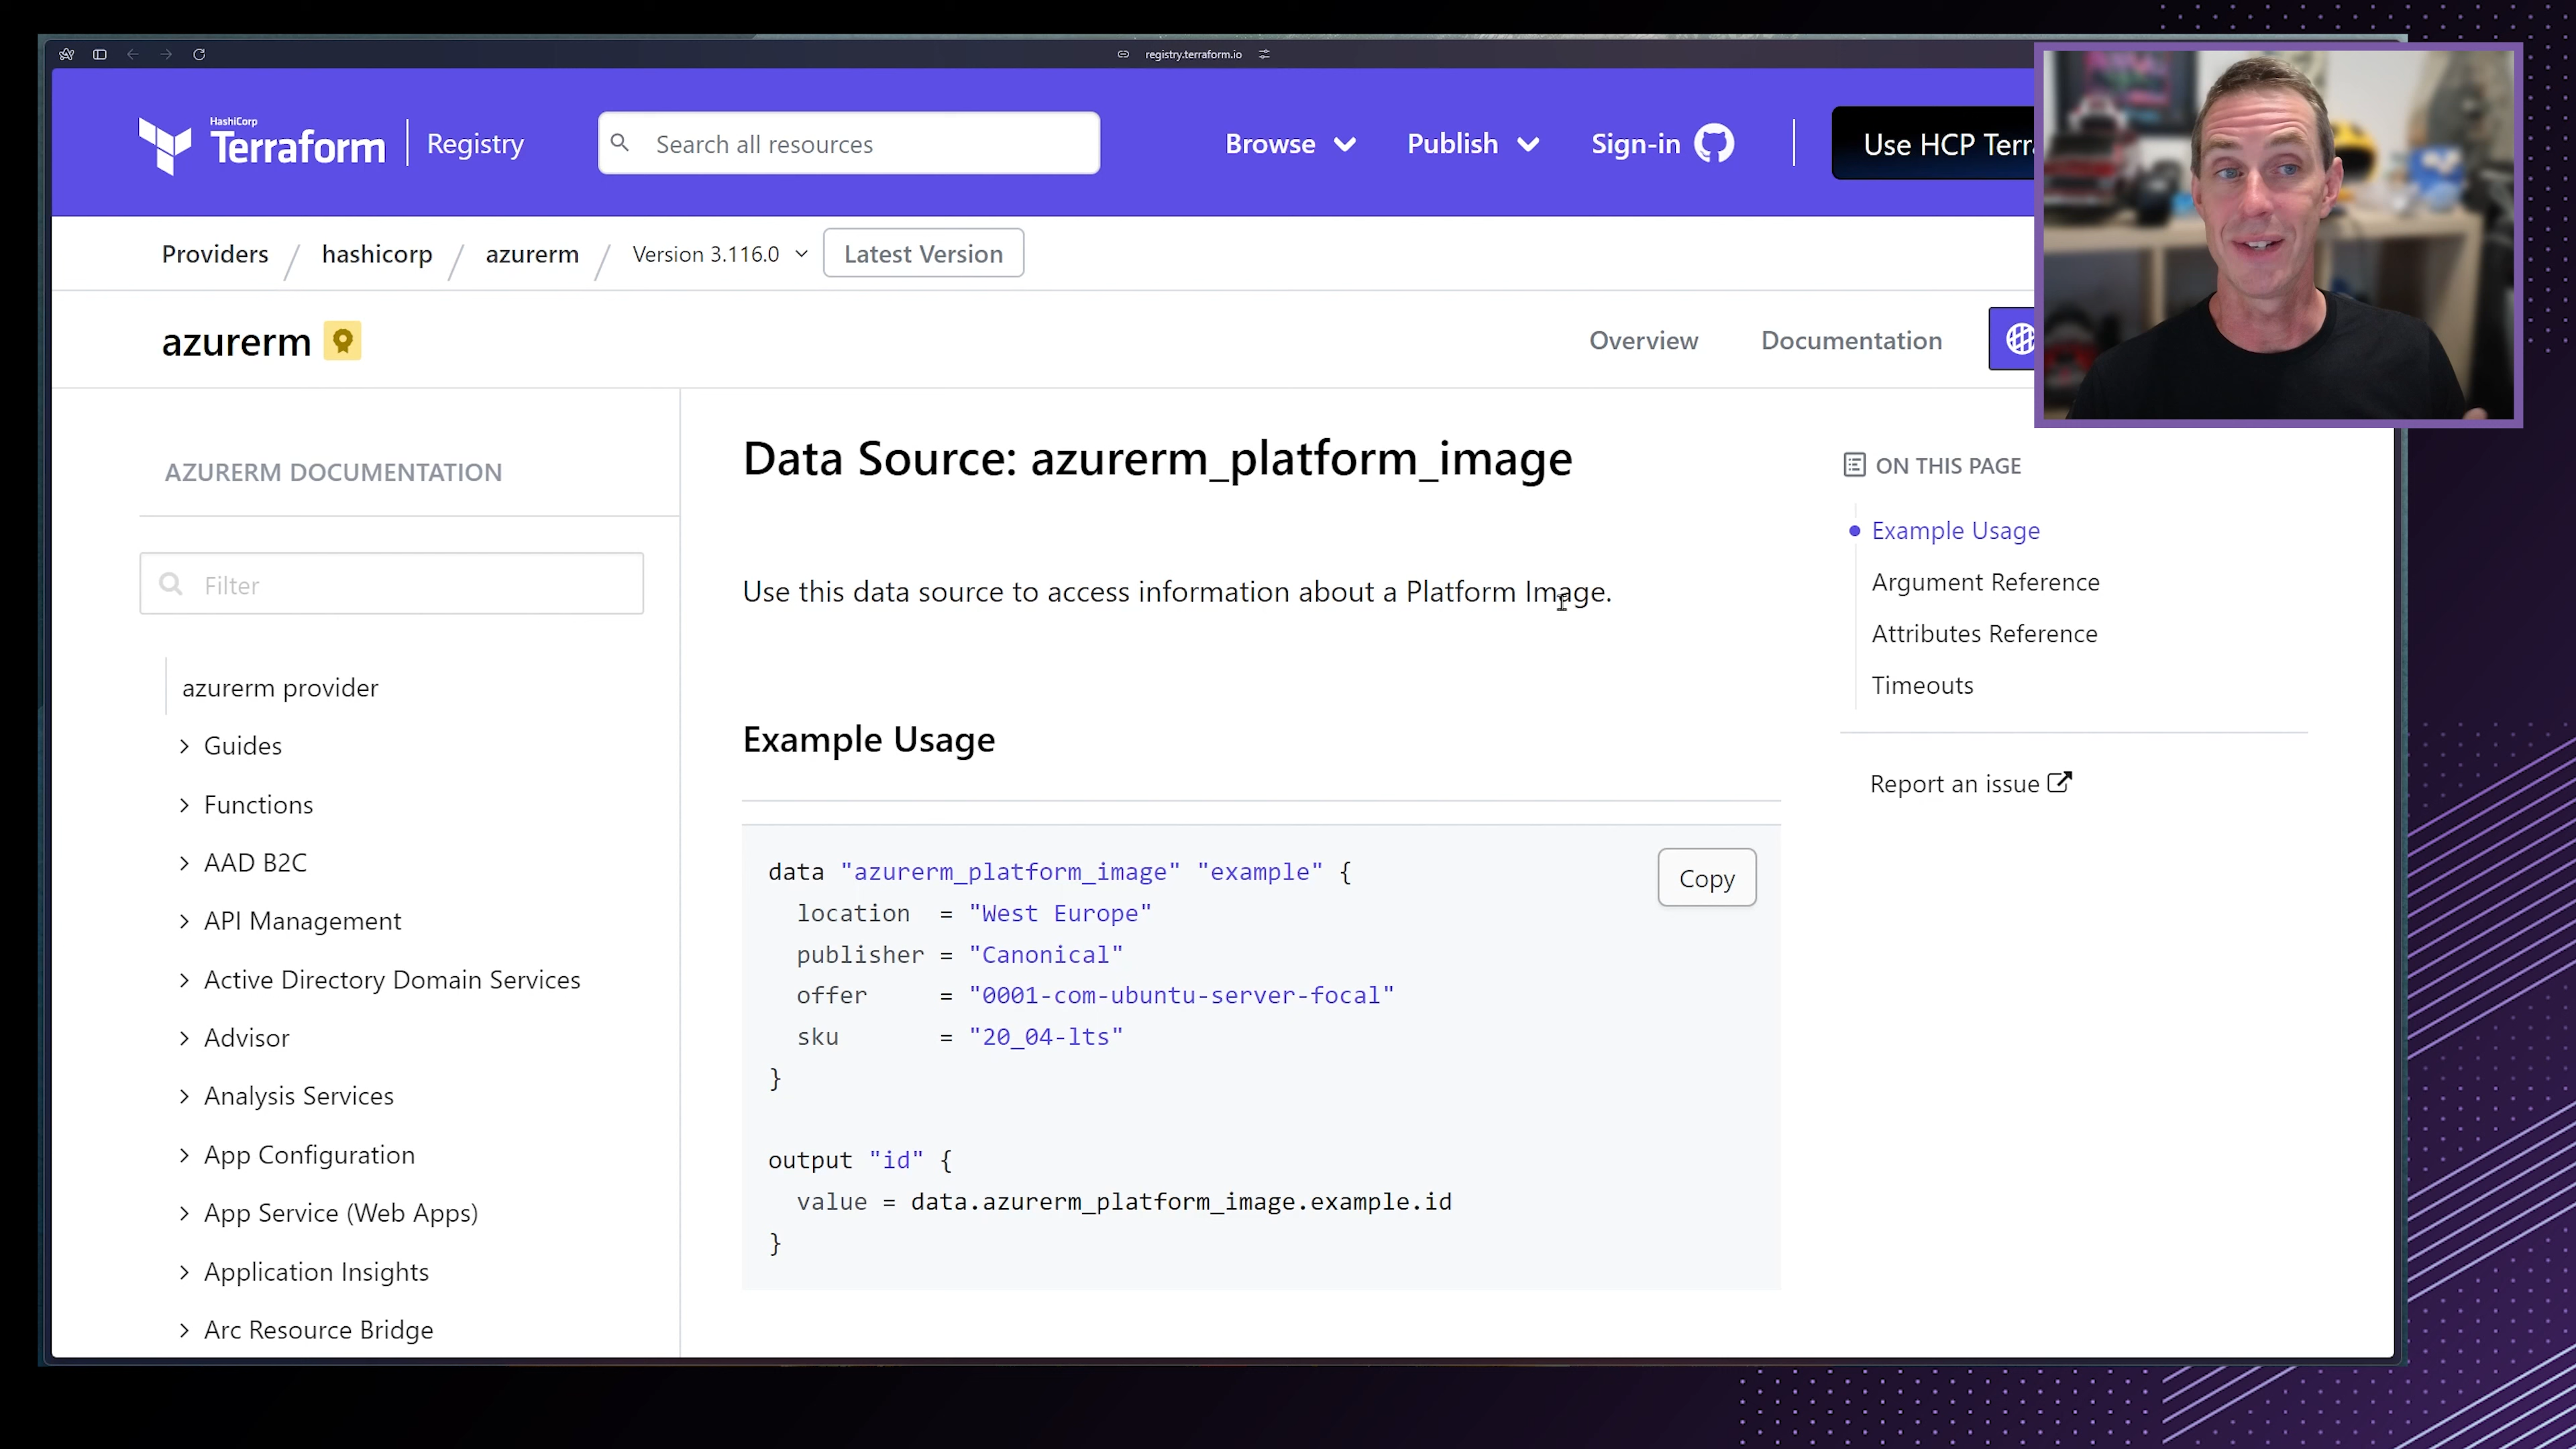 registry.terraform.io
HashiCorp
Terraform
Registry
Search all resources
Browse
Publish
Sign-in
Use HCP Terr
Providers / hashicorp / azurerm / Version 3.116.0
Latest Version
azurerm
Overview
Documentation
AZURERM DOCUMENTATION
Filter
azurerm provider
Guides
Functions
AAD B2C
API Management
Active Directory Domain Services
Advisor
Analysis Services
App Configuration
App Service (Web Apps)
Application Insights
Arc Resource Bridge
Data Source: azurerm_platform_image
Use this data source to access information about a Platform Image.
Example Usage
Copy
data "azurerm_platform_image" "example" {
  location  = "West Europe"
  publisher = "Canonical"
  offer     = "0001-com-ubuntu-server-focal"
  sku       = "20_04-lts"
}
output "id" {
  value = data.azurerm_platform_image.example.id
}
ON THIS PAGE
Example Usage
Argument Reference
Attributes Reference
Timeouts
Report an issue